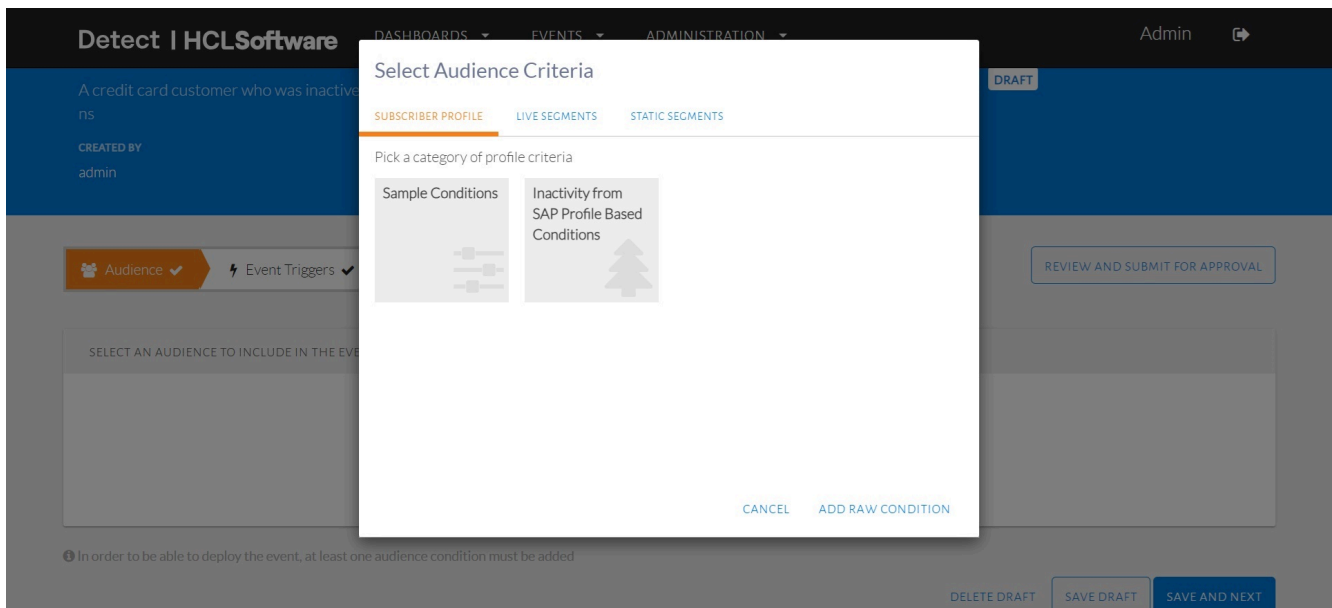 Detect | HCLSoftware
DASHBOARDS EVENTS ADMINISTRATION
Admin
Select Audience Criteria
DRAFT
A credit card customer who was inactive
ns
SUBSCRIBER PROFILE LIVE SEGMENTS STATIC SEGMENTS
CREATED BY
admin
Pick a category of profile criteria
Sample Conditions
Inactivity from
SAP Profile Based
Conditions
Audience
Event Triggers
REVIEW AND SUBMIT FOR APPROVAL
SELECT AN AUDIENCE TO INCLUDE IN THE EVE
CANCEL ADD RAW CONDITION
In order to be able to deploy the event, at least one audience condition must be added
DELETE DRAFT SAVE DRAFT SAVE AND NEXT